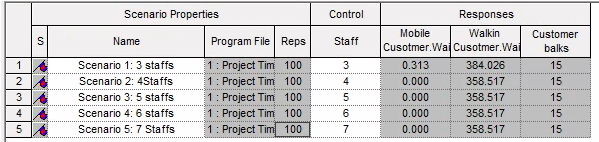 Scenario Properties Control Responses
S Name Program File Reps Staff Mobile Cusotmer.Wai Walkin Cusotmer.Wai Customer balks
1 Scenario 1: 3 staffs 1 : Project Tim 100 3 0.313 384.026 15
2 Scenario 2: 4Staffs 1 : Project Tim 100 4 0.000 358.517 15
3 Scenario 3: 5 staffs 1 : Project Tim 100 5 0.000 358.517 15
4 Scenario 4: 6 staffs 1 : Project Tim 100 6 0.000 358.517 15
5 Scenario 5: 7 Staffs 1 : Project Tim 100 7 0.000 358.517 15